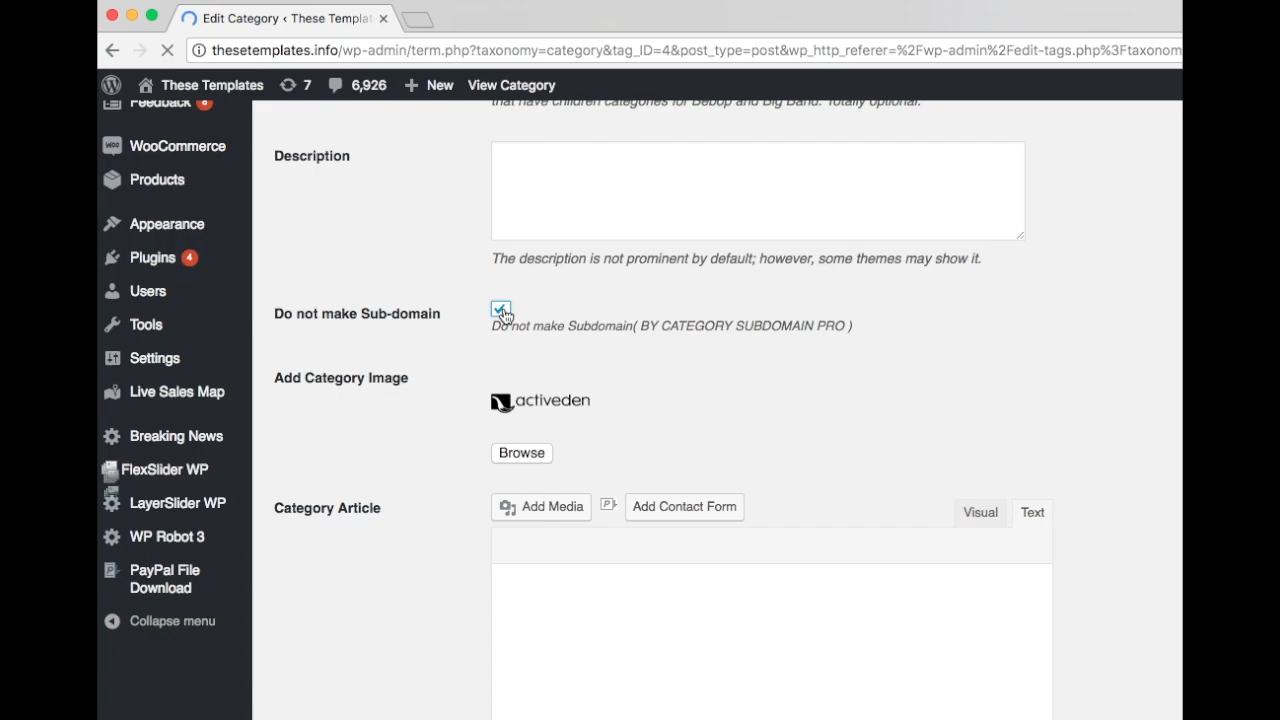 Edit Category ‹ These Templat
thesetemplates.info/wp-admin/term.php?taxonomy=category&tag_ID=4&post_type=post&wp_http_referer=%2Fwp-admin%2Fedit-tags.php%3Ftaxonom
These Templates 7 6,926 New View Category
Feedback 8
WooCommerce
Products
Appearance
Plugins 4
Users
Tools
Settings
Live Sales Map
Breaking News
FlexSlider WP
LayerSlider WP
WP Robot 3
PayPal File
Download
Collapse menu
that have children categories for Bebop and Big Band. Totally optional.
Description
The description is not prominent by default; however, some themes may show it.
Do not make Sub-domain
Do not make Subdomain( BY CATEGORY SUBDOMAIN PRO )
Add Category Image
activeden
Browse
Category Article
Add Media Add Contact Form Visual Text